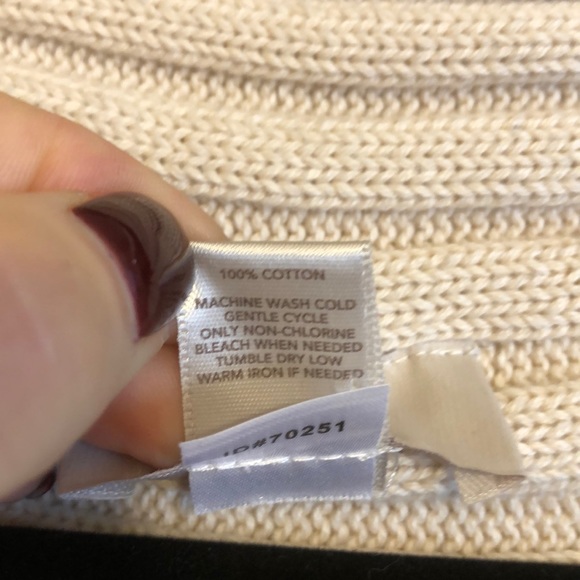 100% COTTON
MACHINE WASH COLD
GENTLE CYCLE
ONLY NON-CHLORINE
BLEACH WHEN NEEDED
TUMBLE DRY LOW
WARM IRON IF NEEDED